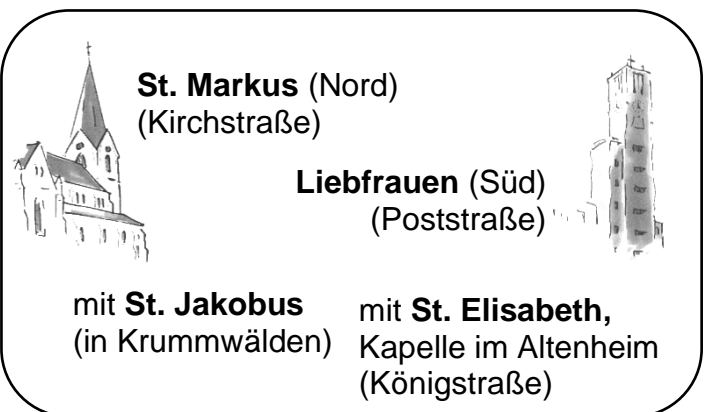 St. Markus (Nord)
(Kirchstraße)
Liebfrauen (Süd)
(Poststraße)
mit St. Jakobus
(in Krummwälden)
mit St. Elisabeth,
Kapelle im Altenheim
(Königstraße)